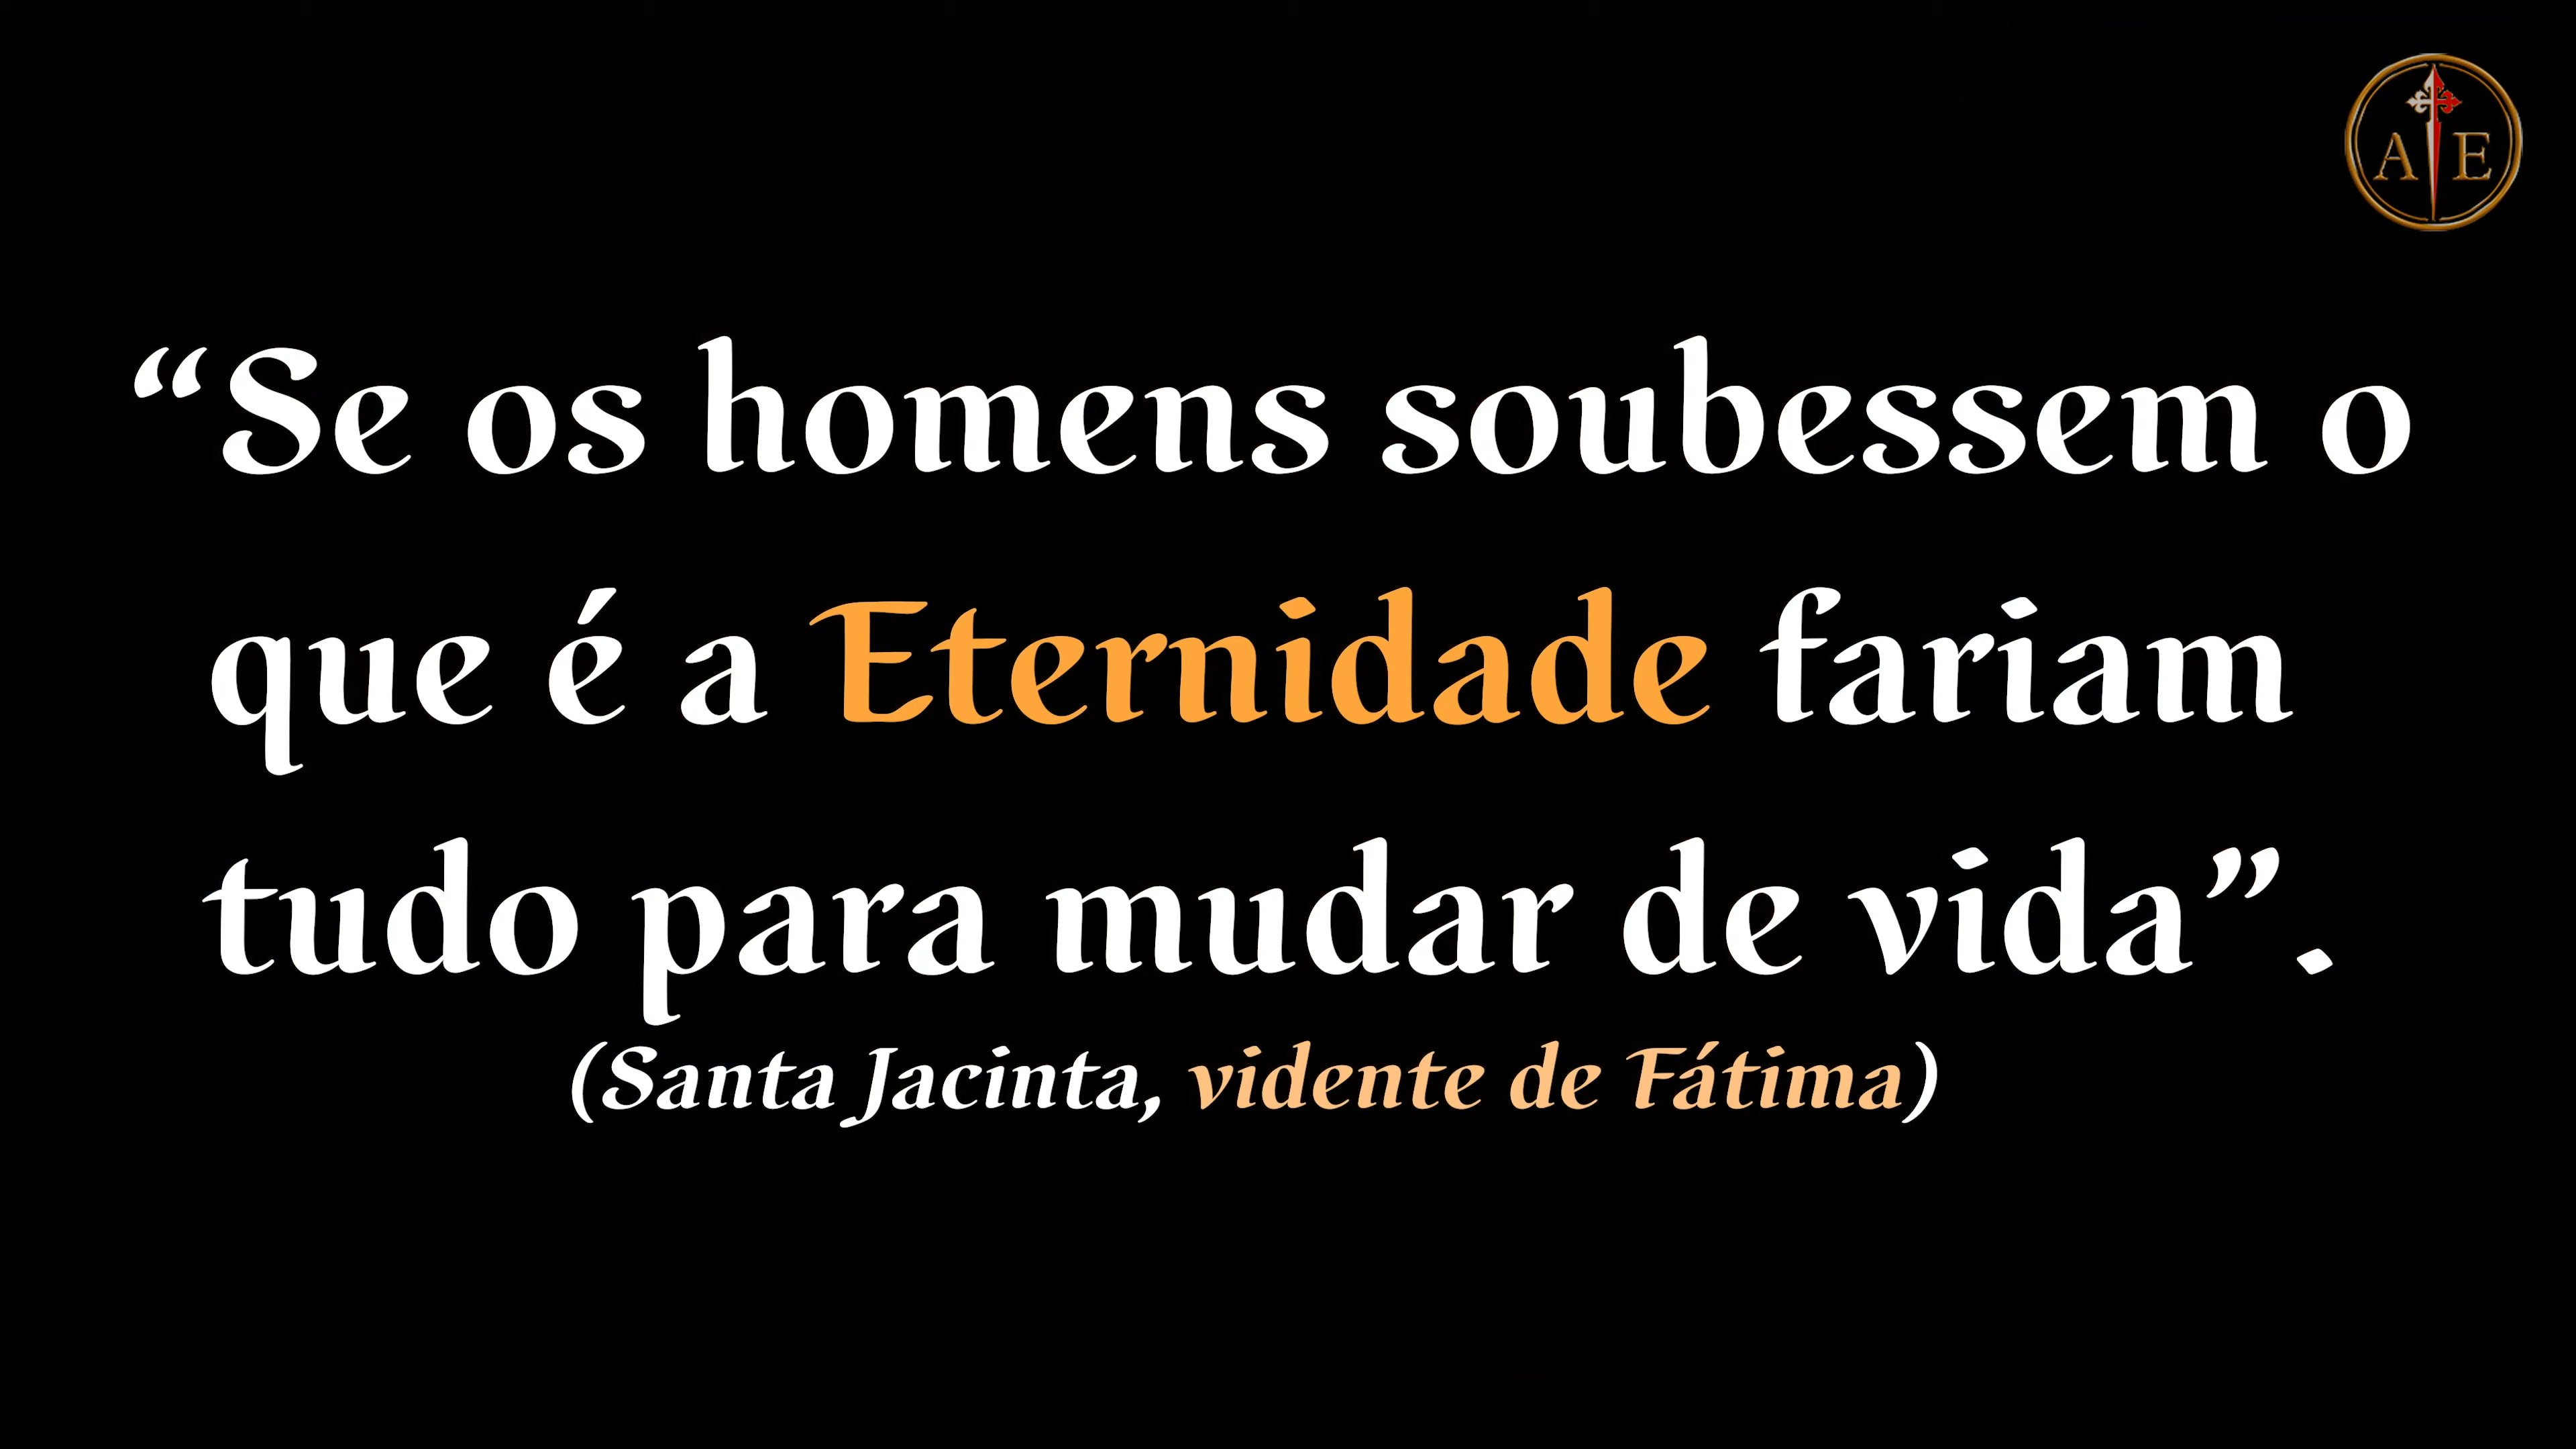 A E
“Se os homens soubessem o
que é a Eternidade fariam
tudo para mudar de vida”.
(Santa Jacinta, vidente de Fátima)